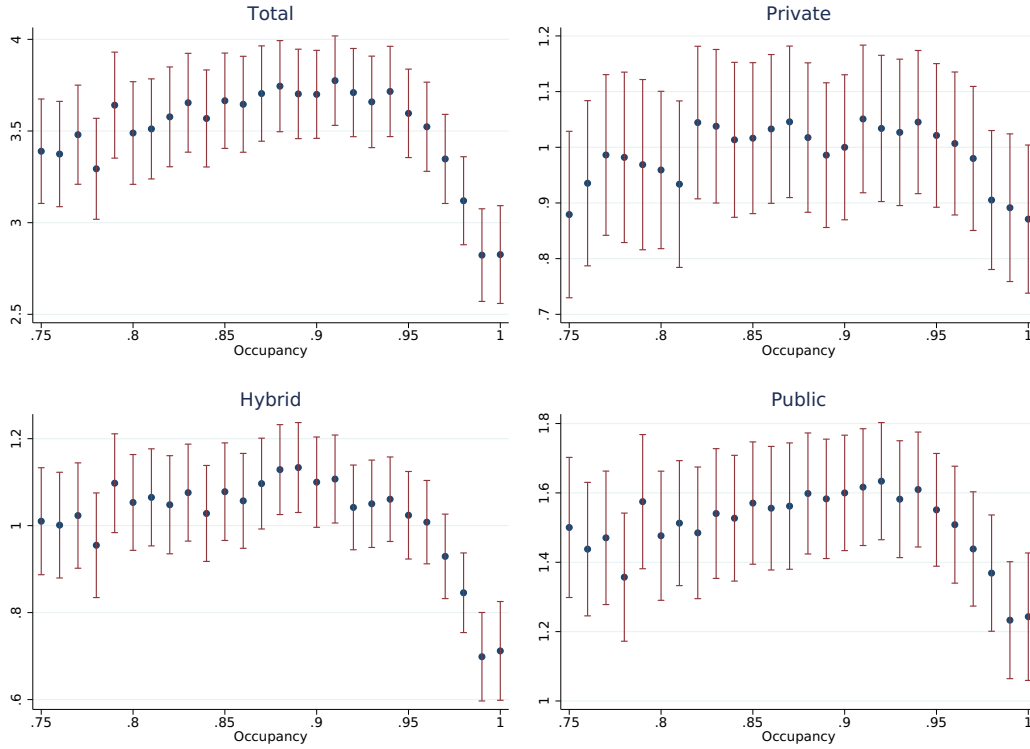 Total
4
3.5
3
2.5
.75 .8 .85 .9 .95 1
Occupancy
Private
1.2
1.1
1
.9
.8
.7
.75 .8 .85 .9 .95 1
Occupancy
Hybrid
1.2
1
.8
.6
.75 .8 .85 .9 .95 1
Occupancy
Public
1.8
1.6
1.4
1.2
1
.75 .8 .85 .9 .95 1
Occupancy